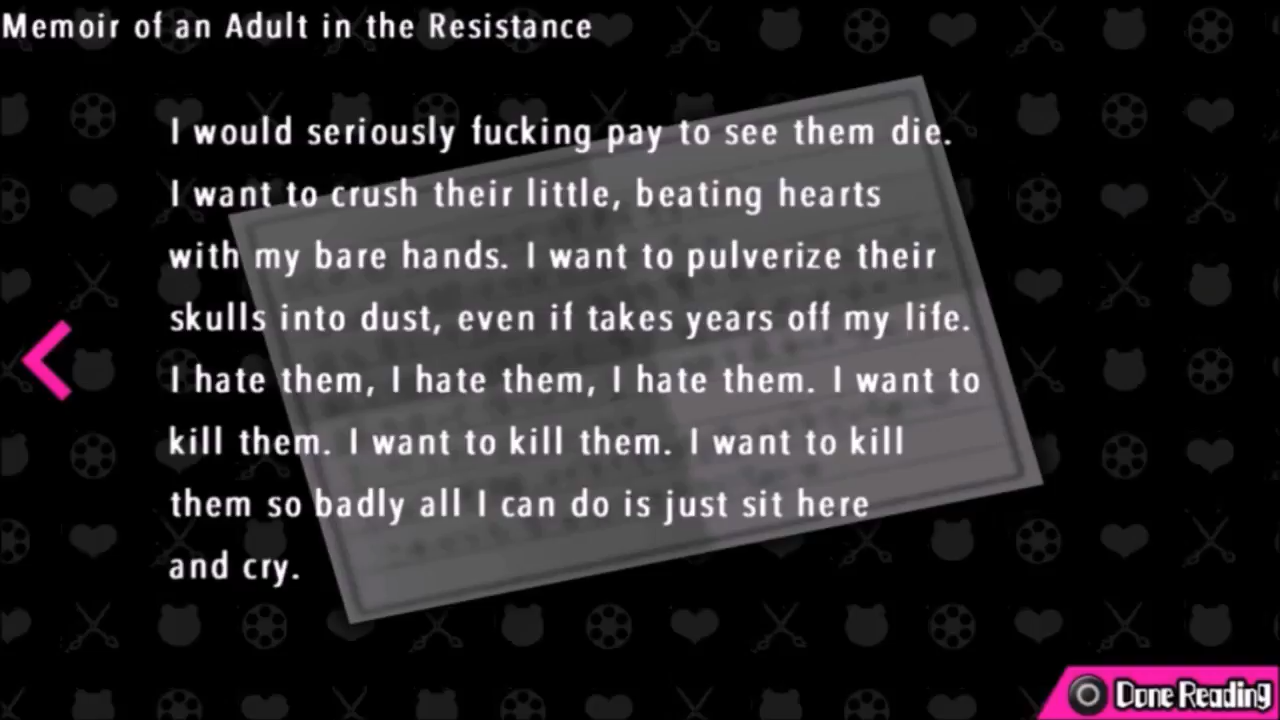 Memoir of an Adult in the Resistance
I would seriously fucking pay to see them die.
I want to crush their little, beating hearts
with my bare hands. I want to pulverize their
skulls into dust, even if takes years off my life.
I hate them, I hate them, I hate them. I want to
kill them. I want to kill them. I want to kill
them so badly all I can do is just sit here
and cry.
Done Reading